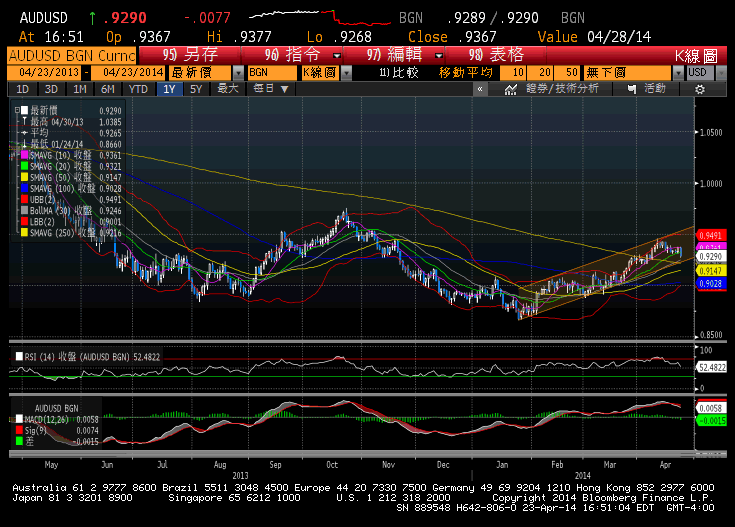 AUDUSD ↑ .9290 -.0077 BGN .9289/.9290 BGN
At 16:51 Op .9367 Hi .9377 Lo .9268 Close .9367 Value 04/28/14
AUDUSD BGN Curnc 95) 另存 96) 指令 97) 編輯 98) 表格 K線圖
04/23/2013 - 04/23/2014 最新價 BGN K線價 11) 比較 移動平均 10 20 50 無下價 USD
1D 3D 1M 6M YTD 1Y 5Y 最大 每日 ▼ « 證券/技術分析 活動
最新價 0.9290
最高 04/30/13 1.0385
平均 0.9265
最低 01/24/14 0.8660
SMAVG (10) 收盤 0.9361
SMAVG (20) 收盤 0.9321
SMAVG (50) 收盤 0.9147
SMAVG (100) 收盤 0.9028
UBB(2) 0.9491
BollMA (30) 收盤 0.9246
LBB(2) 0.9001
SMAVG (250) 收盤 0.9216
1.0500
1.0000
0.9491
0.9290
0.9147
0.9028
0.8500
RSI (14) 收盤 (AUDUSD BGN) 52.4822
100
52.4822
0
AUDUSD BGN
MACD(12,26) 0.0058
Sig(9) 0.0074
差 -0.0015
0.0058
-0.0015
May Jun Jul Aug Sep Oct Nov Dec Jan Feb Mar Apr
2013 2014
Australia 61 2 9777 8600 Brazil 5511 3048 4500 Europe 44 20 7330 7500 Germany 49 69 9204 1210 Hong Kong 852 2977 6000
Japan 81 3 3201 8900 Singapore 65 6212 1000 U.S. 1 212 318 2000 Copyright 2014 Bloomberg Finance L.P.
SN 889548 H642-806-0 23-Apr-14 16:51:04 EDT GMT-4:00